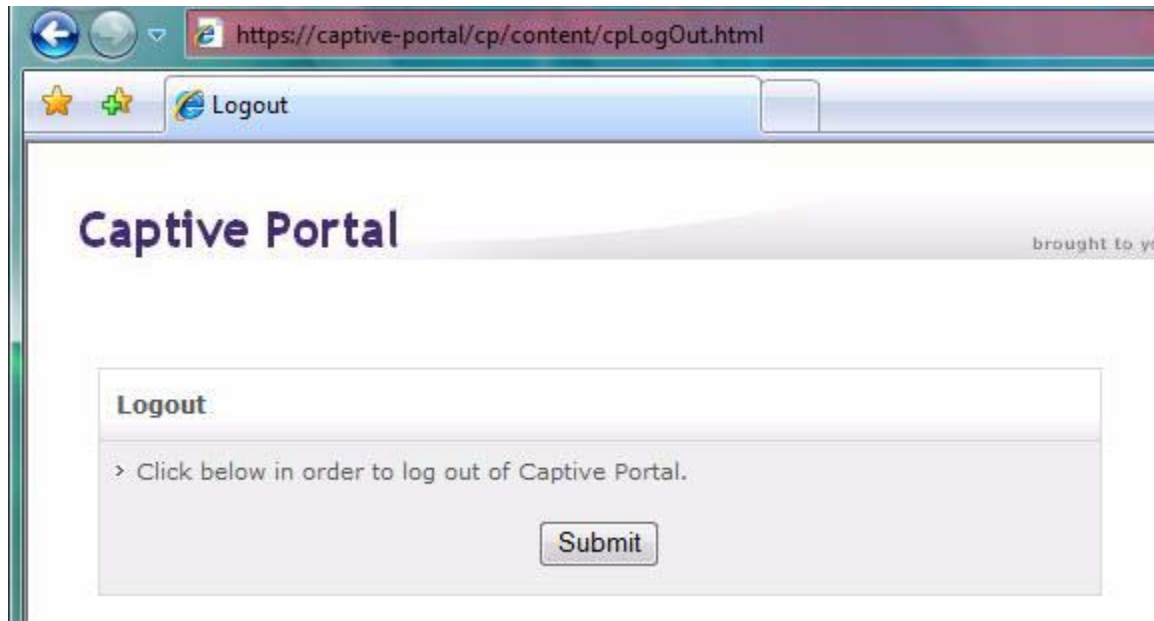 https://captive-portal/cp/content/cpLogOut.html
Logout
Captive Portal
brought to
Logout
› Click below in order to log out of Captive Portal.
Submit